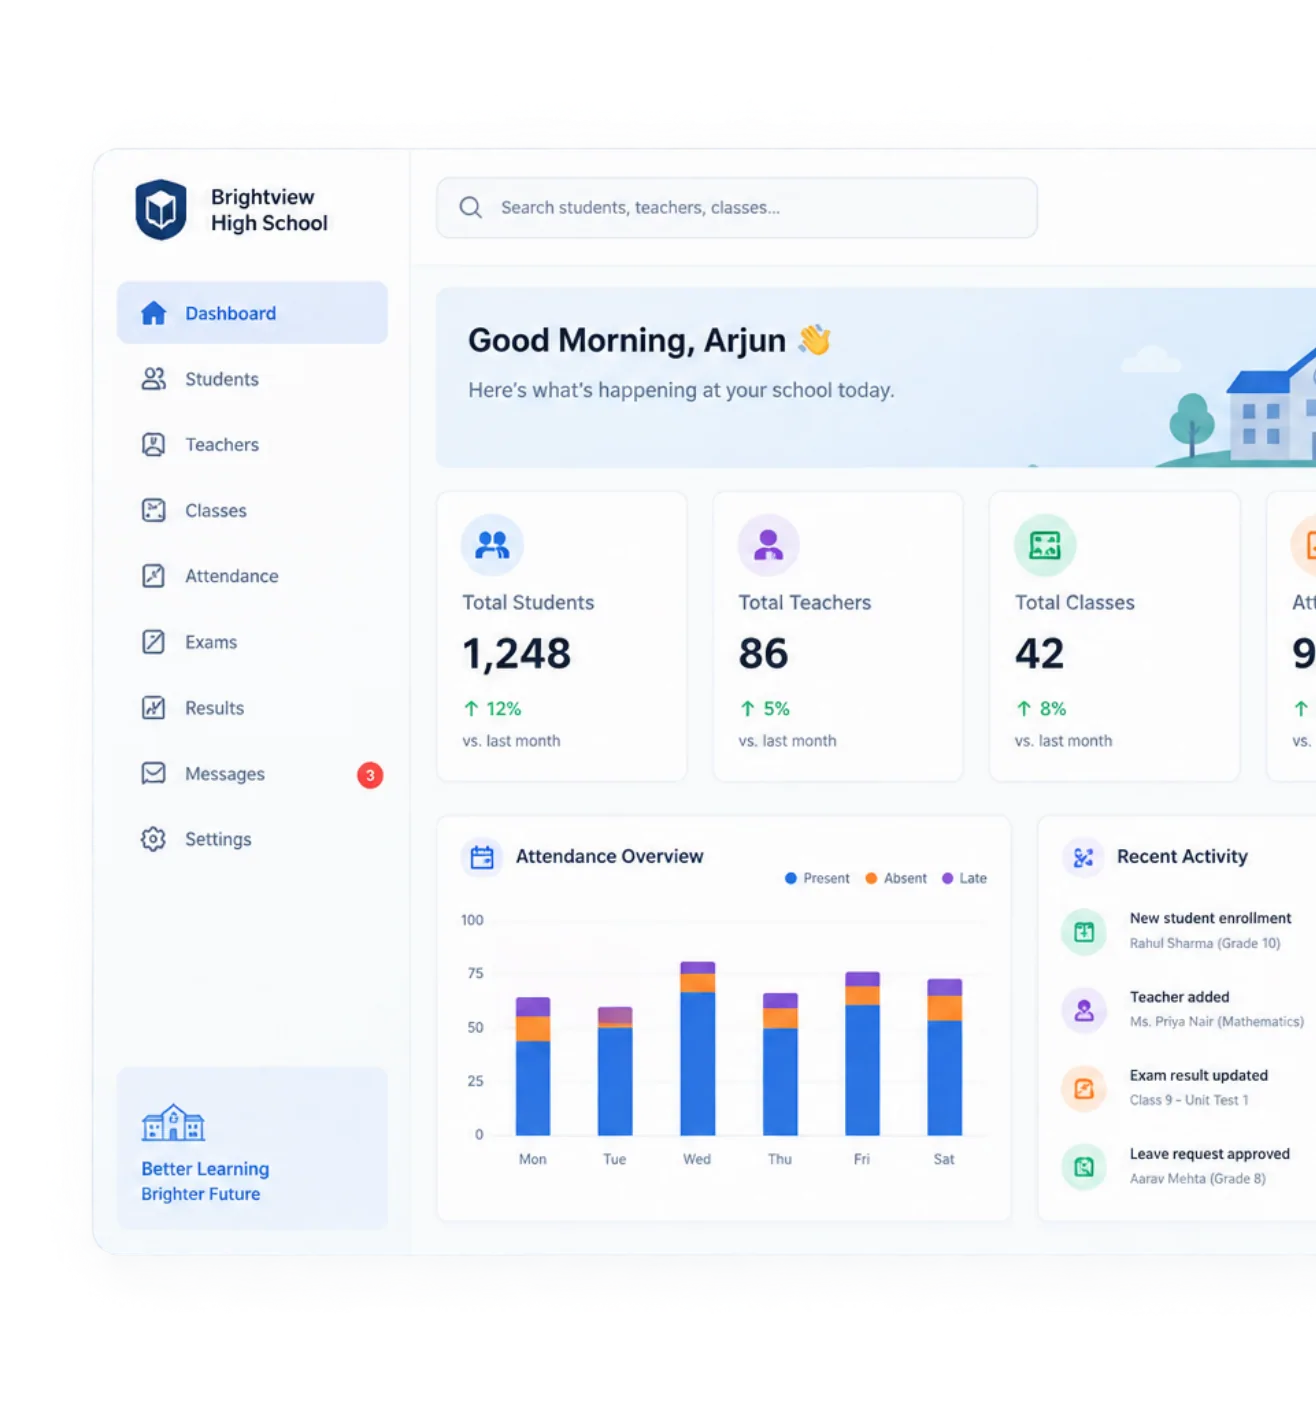 Brightview
High School
Search students, teachers, classes...
Dashboard
Students
Teachers
Classes
Attendance
Exams
Results
Messages
3
Settings
Better Learning
Brighter Future
Good Morning, Arjun 👋
Here's what's happening at your school today.
Total Students
1,248
↑ 12%
vs. last month
Total Teachers
86
↑ 5%
vs. last month
Total Classes
42
↑ 8%
vs. last month
Att
9
↑
vs.
Attendance Overview
Present
Absent
Late
100
75
50
25
0
Mon
Tue
Wed
Thu
Fri
Sat
Recent Activity
New student enrollment
Rahul Sharma (Grade 10)
Teacher added
Ms. Priya Nair (Mathematics)
Exam result updated
Class 9 - Unit Test 1
Leave request approved
Aarav Mehta (Grade 8)